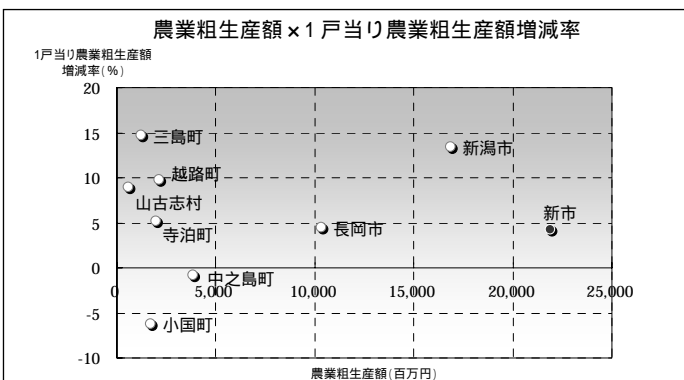 農業粗生産額×1戸当り農業粗生産額増減率
1戸当り農業粗生産額
増減率(%)
20
15
10
5
0
-5
-10
三島町
新潟市
越路町
山古志村
新市
寺泊町
長岡市
中之島町
小国町
0
5,000
10,000
15,000
20,000
25,000
農業粗生産額(百万円)